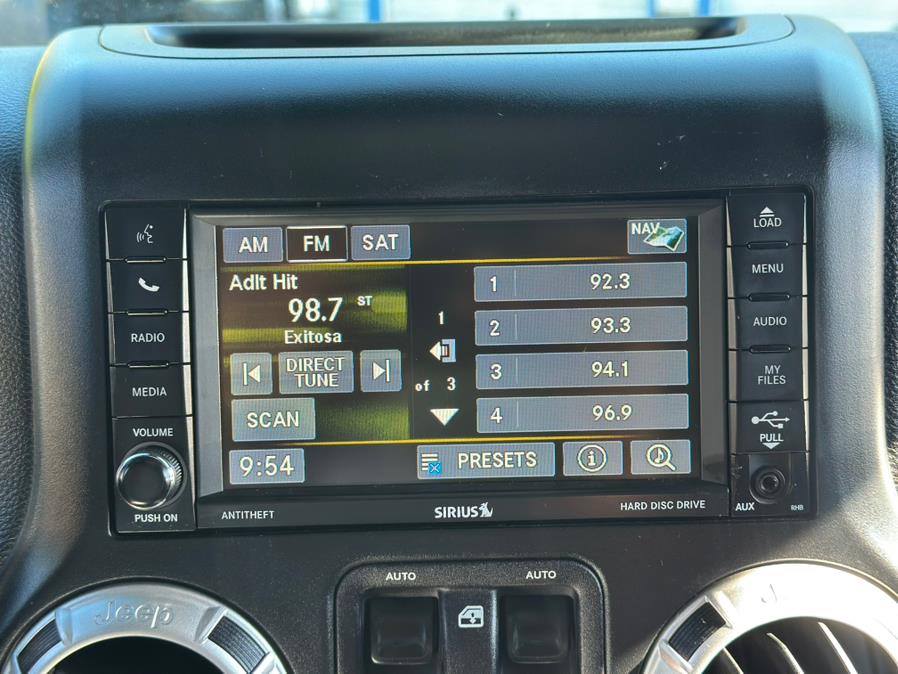 LOAD
AM FM SAT NAV
Adlt Hit
98.7 ST
Exitosa
DIRECT
TUNE
SCAN
1
of 3
1 92.3
2 93.3
3 94.1
4 96.9
9:54 PRESETS i
RADIO
MEDIA
VOLUME
PUSH ON
MENU
AUDIO
MY
FILES
PULL
AUX RHB
ANTITHEFT SIRIUS HARD DISC DRIVE
AUTO AUTO
Jeep